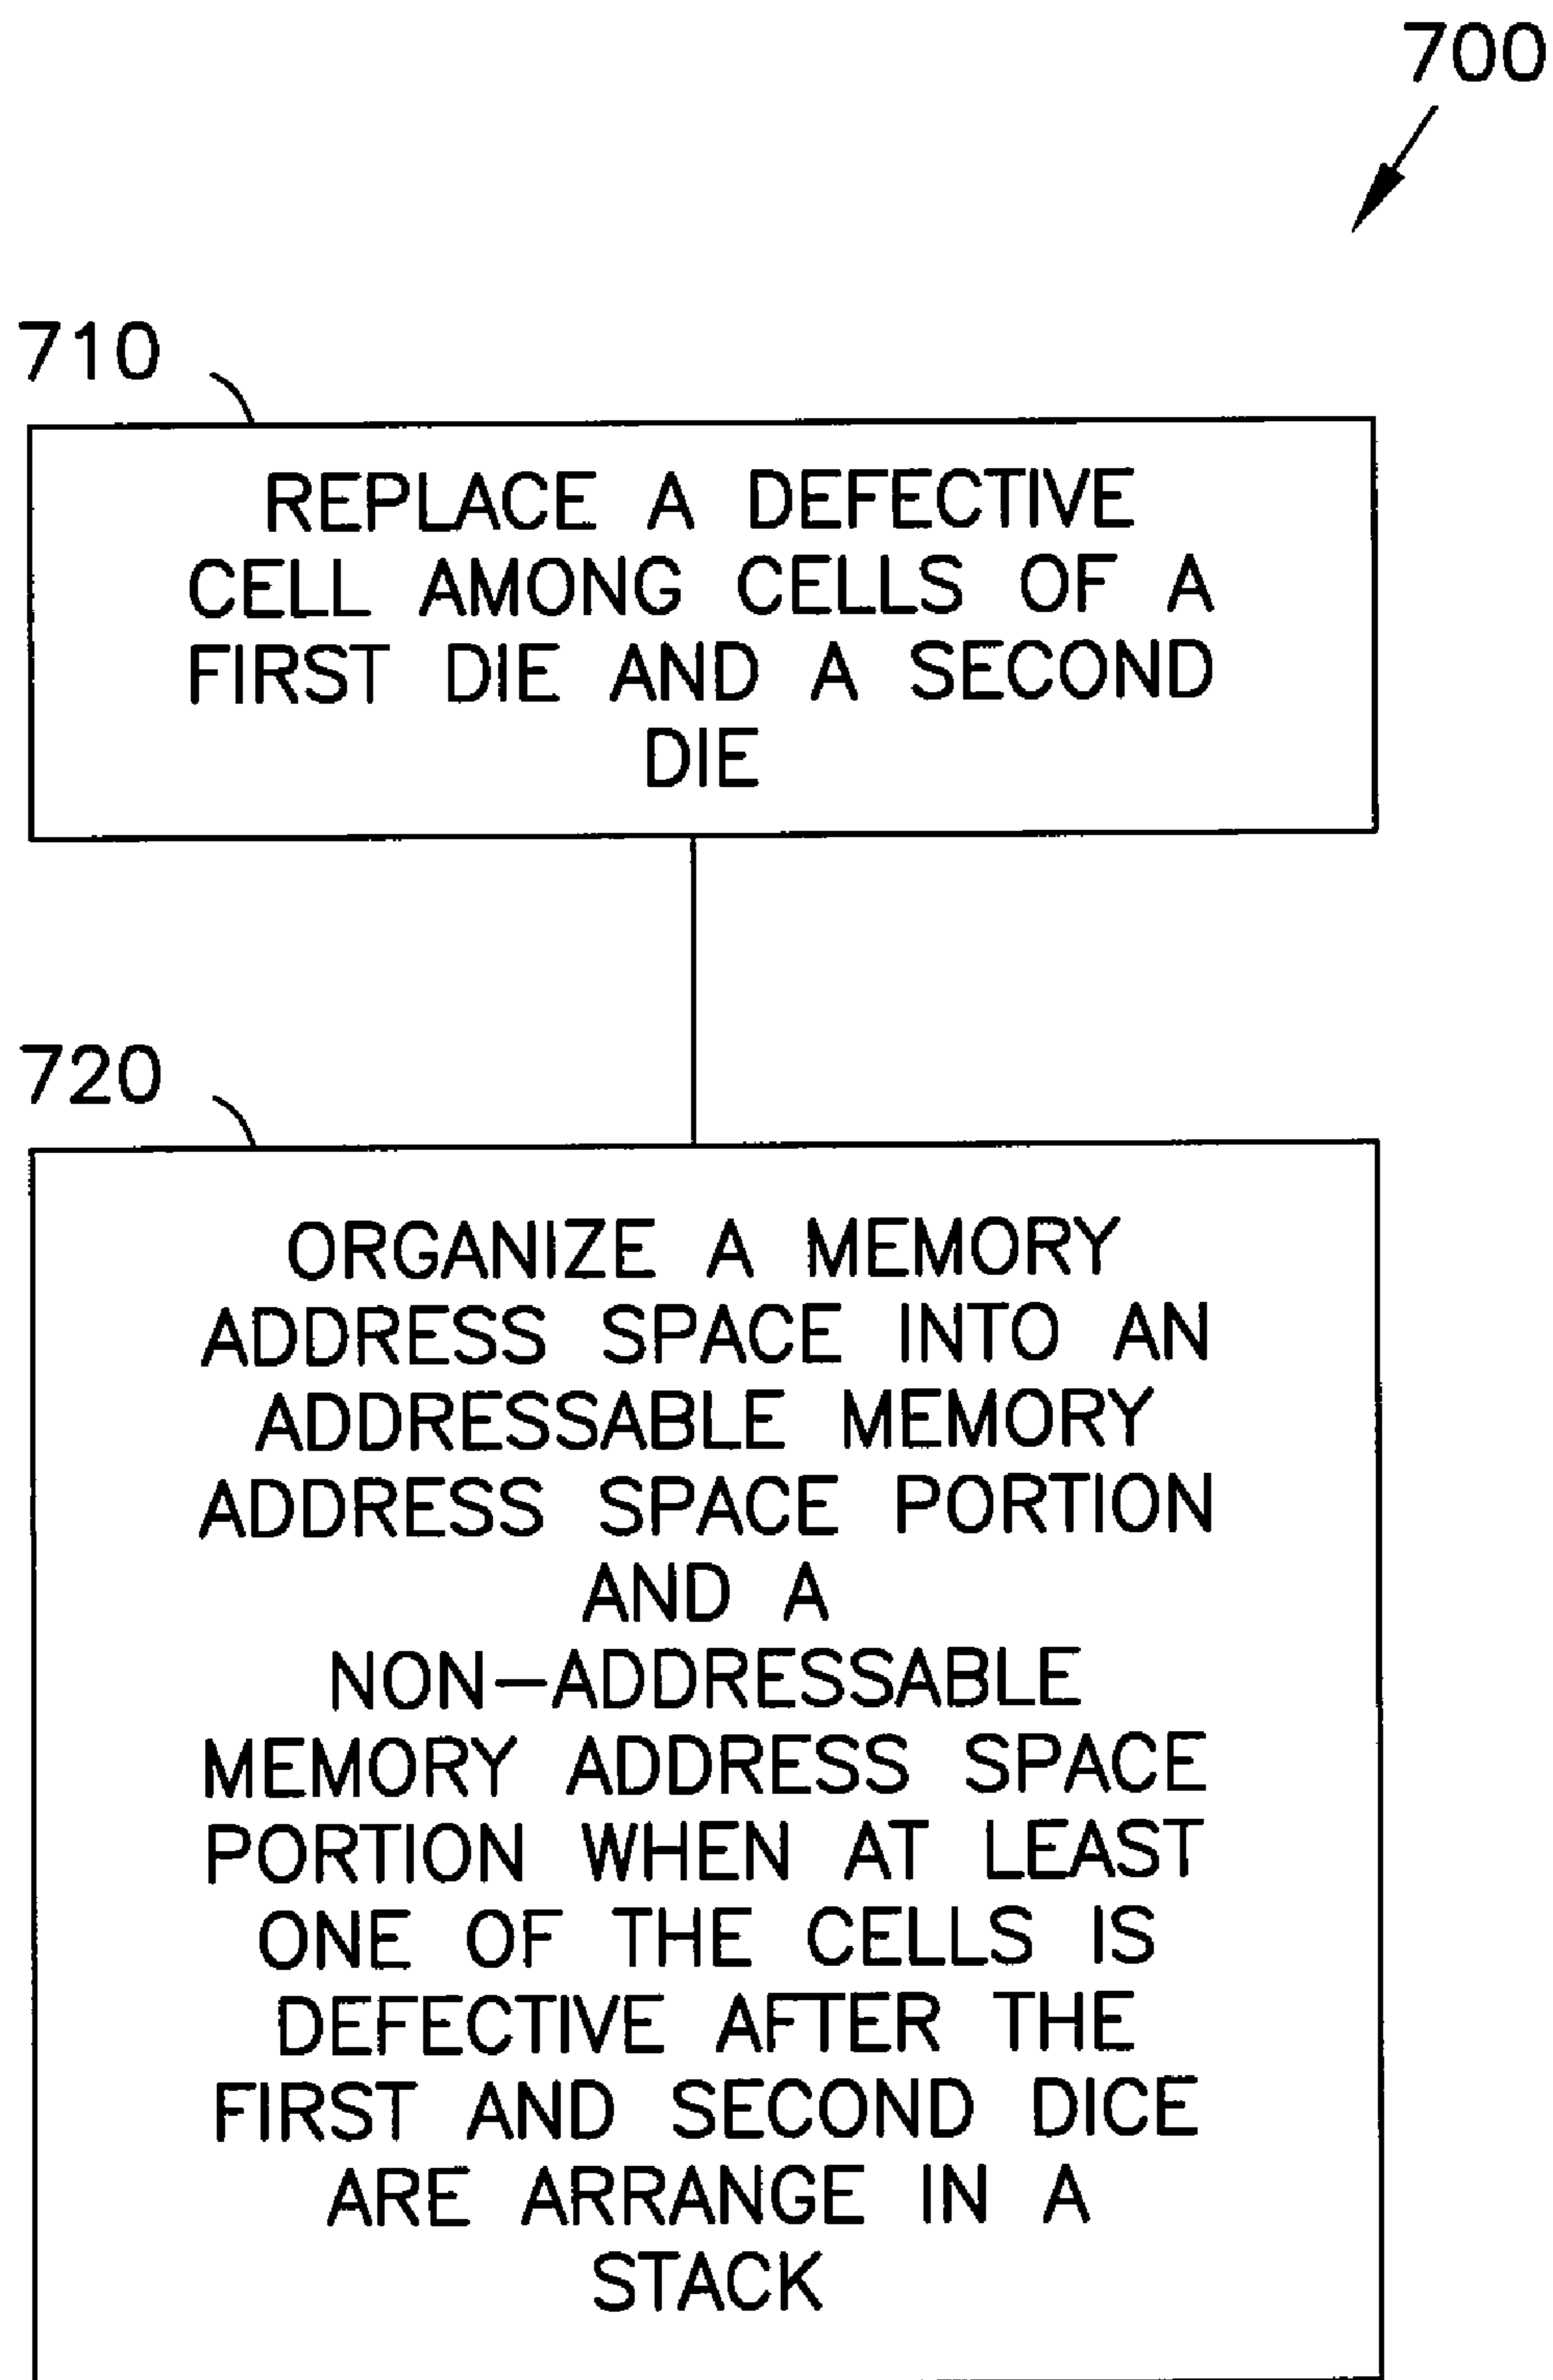 700
710
REPLACE A DEFECTIVE
CELL AMONG CELLS OF A
FIRST DIE AND A SECOND
DIE
720
ORGANIZE A MEMORY
ADDRESS SPACE INTO AN
ADDRESSABLE MEMORY
ADDRESS SPACE PORTION
AND A
NON-ADDRESSABLE
MEMORY ADDRESS SPACE
PORTION WHEN AT LEAST
ONE OF THE CELLS IS
DEFECTIVE AFTER THE
FIRST AND SECOND DICE
ARE ARRANGE IN A
STACK